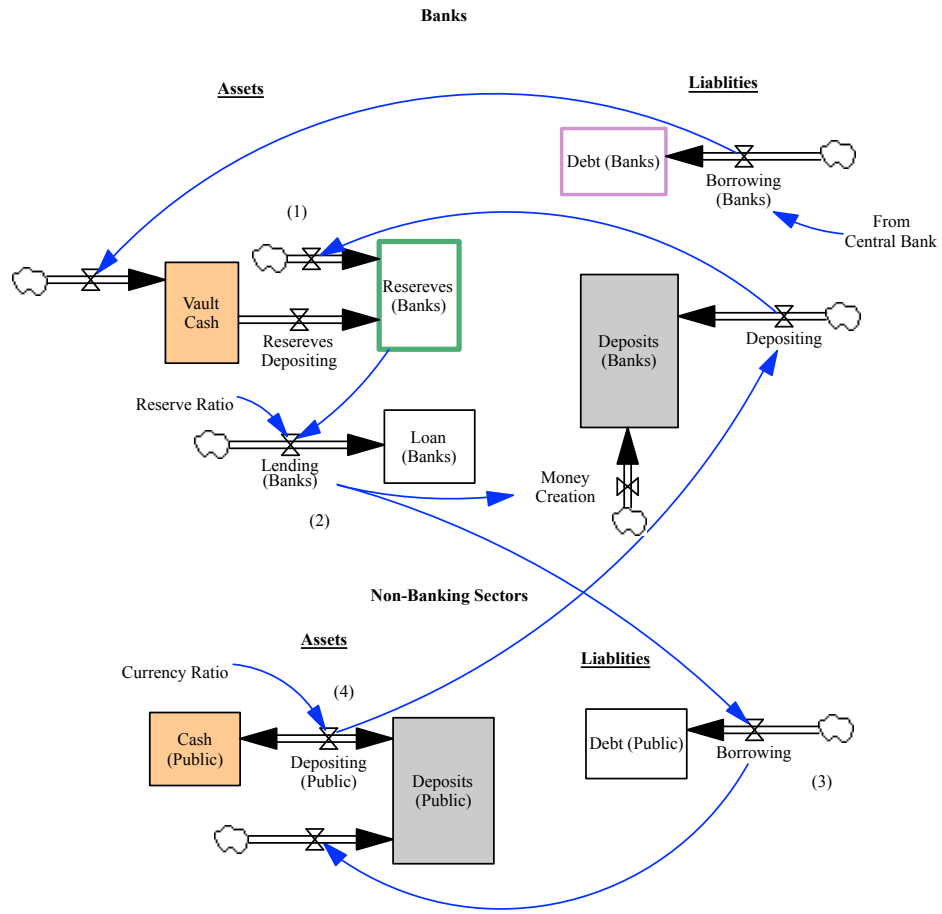 Banks
Assets
Liablities
Debt (Banks)
Borrowing
(Banks)
From
Central Bank
(1)
Vault
Cash
Resereves
(Banks)
Resereves
Depositing
Deposits
(Banks)
Depositing
Reserve Ratio
Lending
(Banks)
Loan
(Banks)
Money
Creation
(2)
Non-Banking Sectors
Assets
Liablities
Currency Ratio
(4)
Cash
(Public)
Depositing
(Public)
Deposits
(Public)
Debt (Public)
Borrowing
(3)